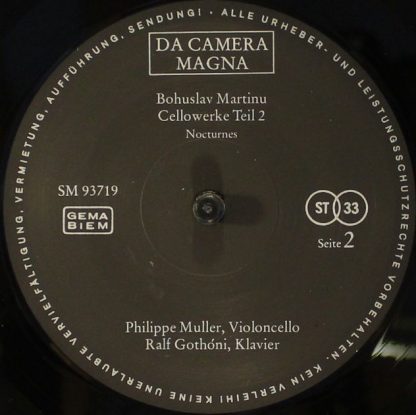 DA CAMERA
MAGNA
Bohuslav Martinu
Cellowerke Teil 2
Nocturnes
SM 93719
GEMA
BIEM
ST 33
Seite 2
Philippe Muller, Violoncello
Ralf Gothóni, Klavier
ALLE URHEBER- UND LEISTUNGSSCHUTZRECHTE VORBEHALTEN · KEIN VERLEIH! KEINE UNERLAUBTE VERVIELFÄLTIGUNG, VERMIETUNG, AUFFÜHRUNG, SENDUNG! ·